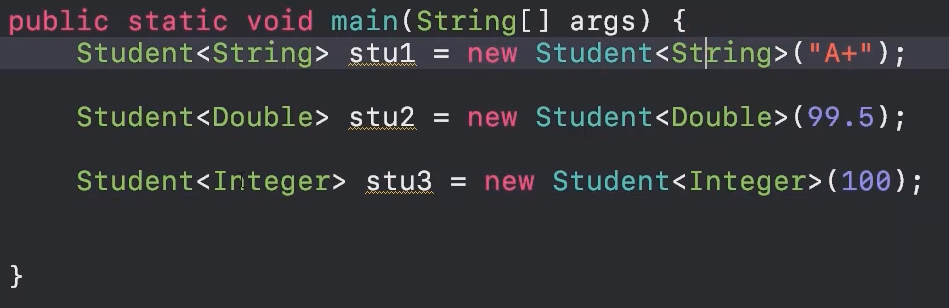 public static void main(String[] args) {
Student<String> stu1 = new Student<String>("A+");
Student<Double> stu2 = new Student<Double>(99.5);
Student<Integer> stu3 = new Student<Integer>(100);
}